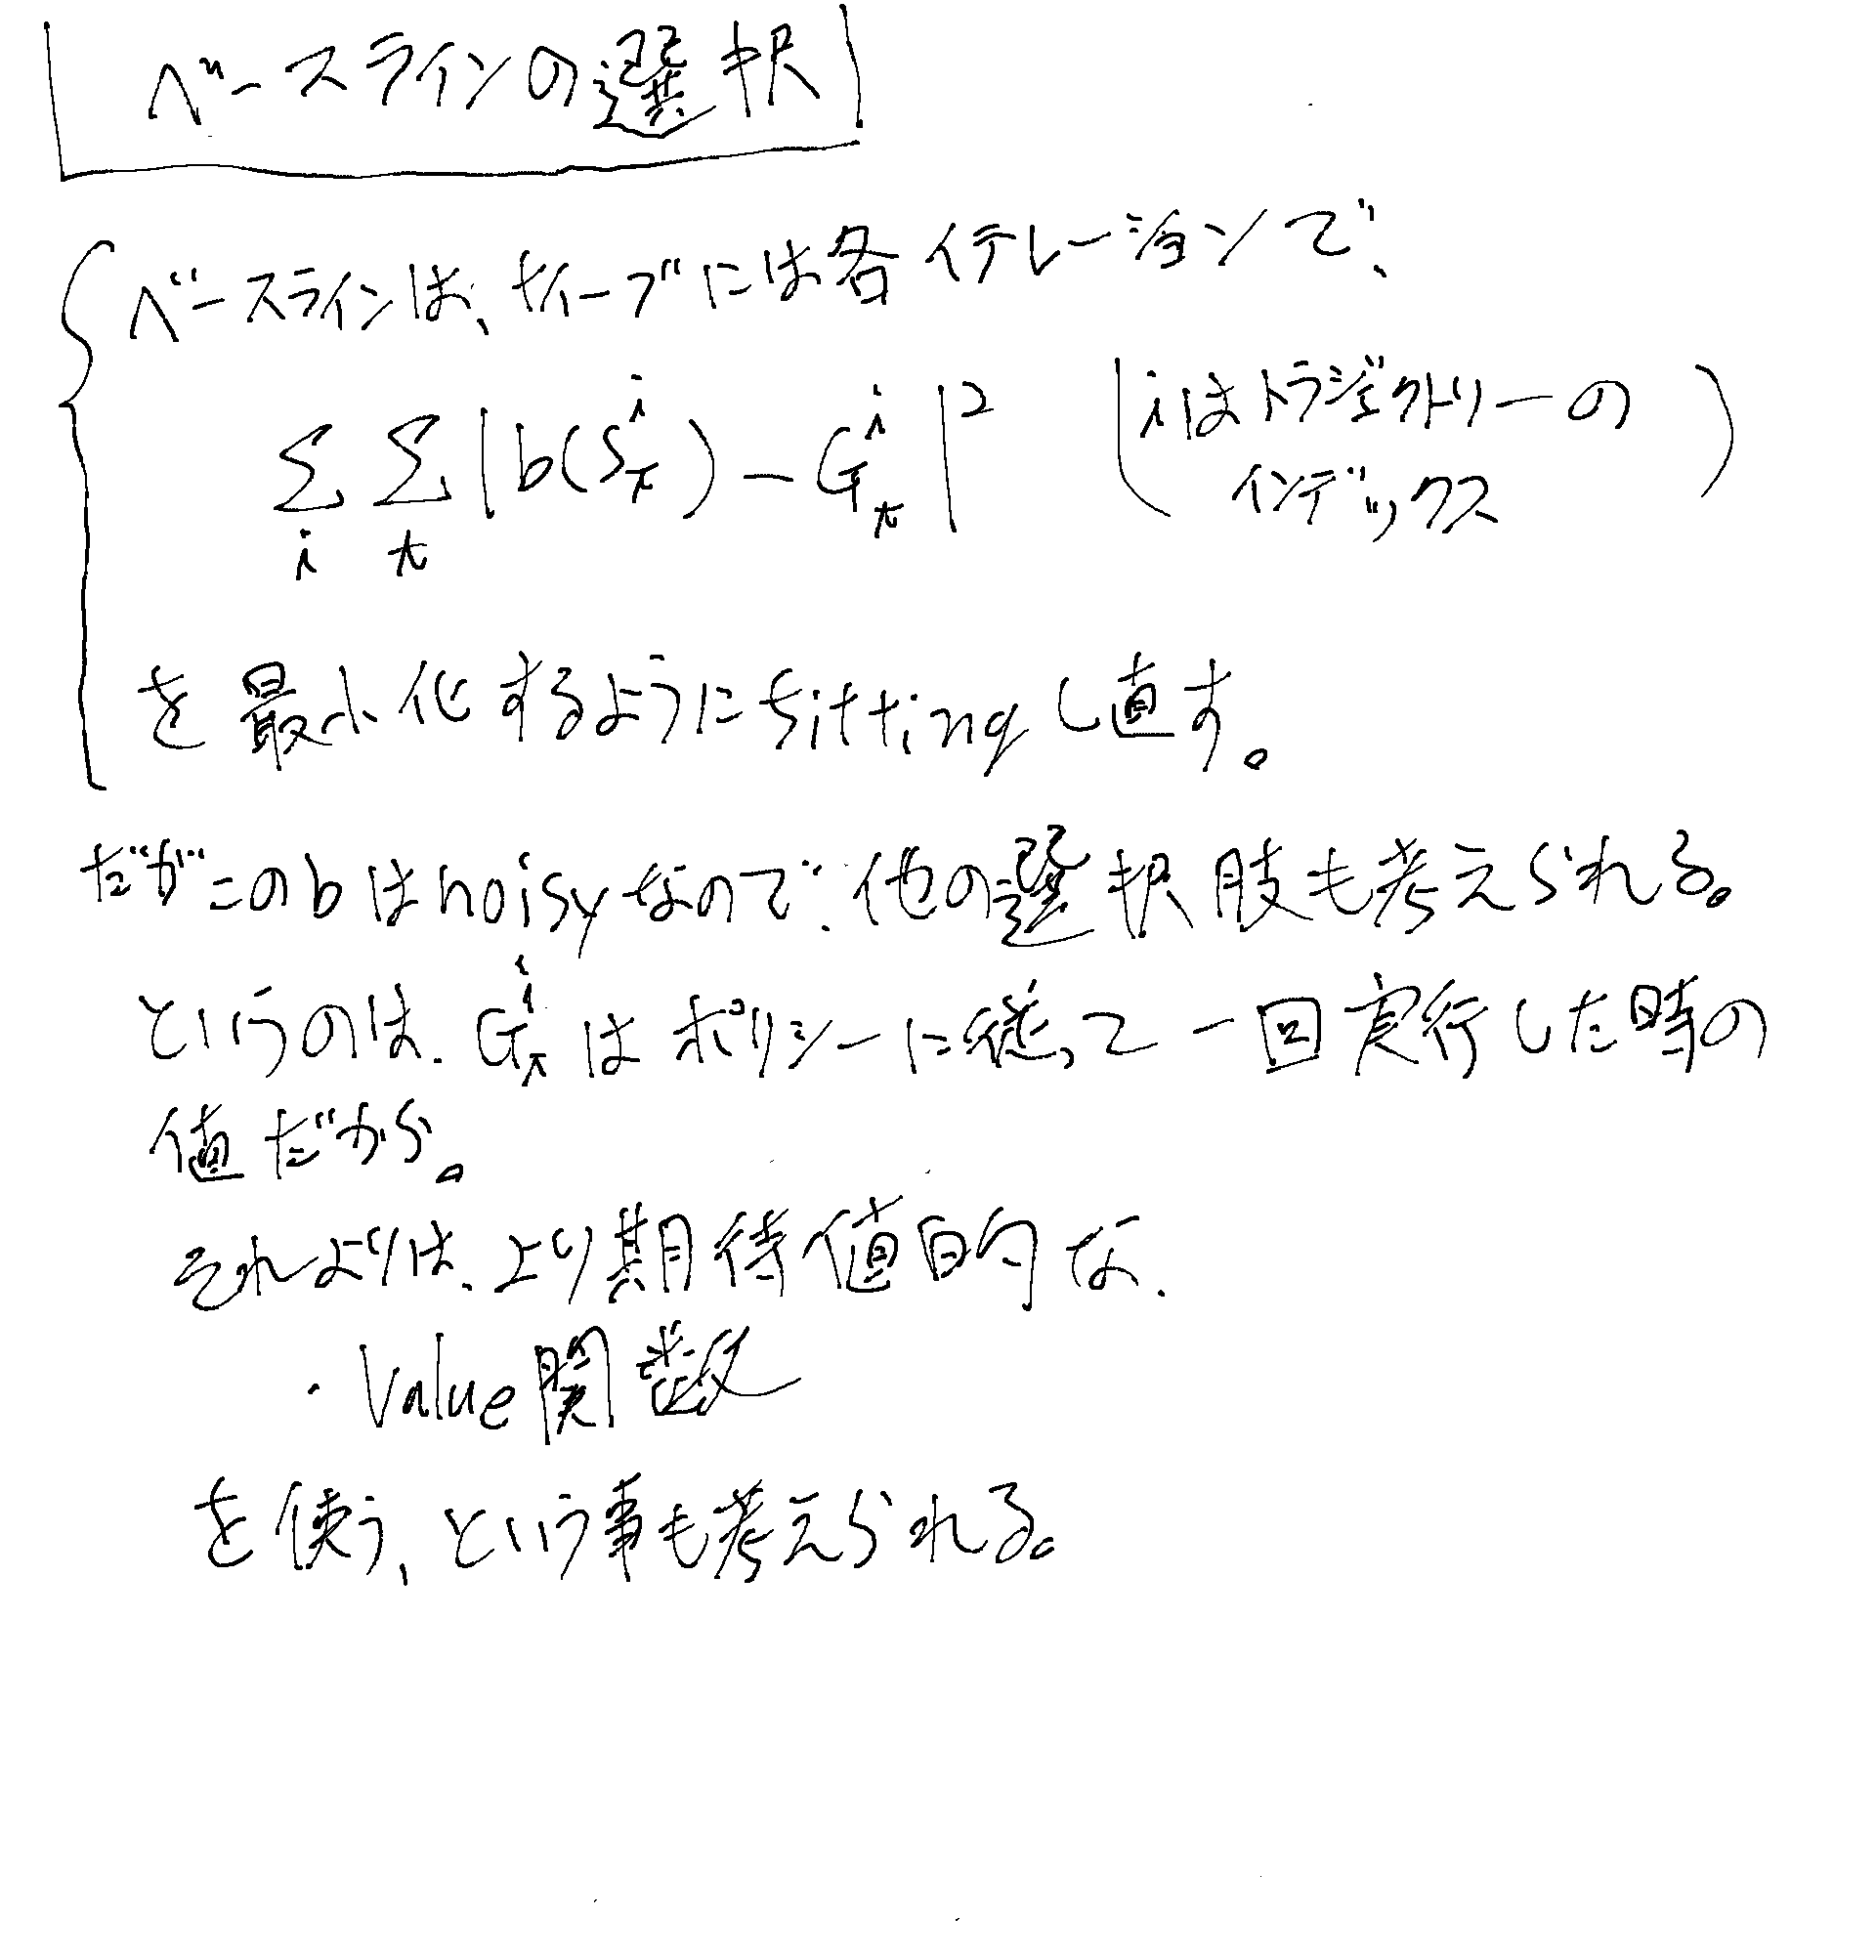 ベースラインの選択
ベースラインは、ナイーブには各イテレーションで、
Σ_i Σ_t |b(S_t^i) - G_t^i|^2 (iはトラジェクトリーの
インデックス)
を最小化するようにfittingし直す。
だがこのbはnoisyなので、他の選択肢も考えられる。
というのは、G_t^iはポリシーに従って一回実行した時の
値だから。
それよりは、より期待値的な、
・Value関数
を使う、という事も考えられる。